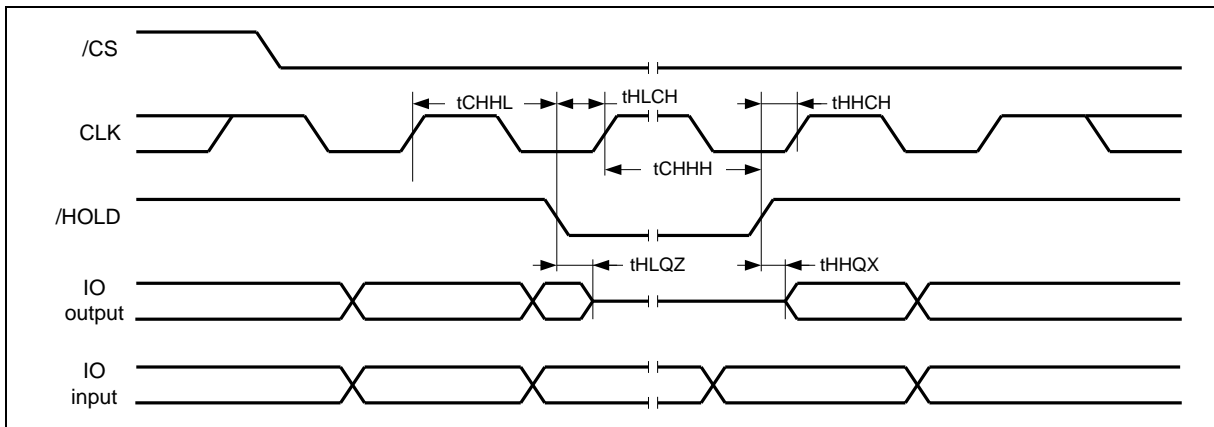 /CS
tCHHL
tHLCH
tHHCH
CLK
tCHHH
/HOLD
tHLQZ
tHHQX
IO
output
IO
input